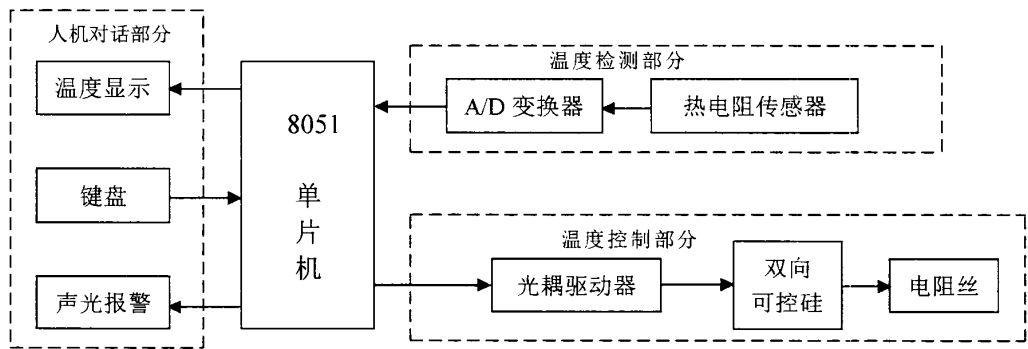 人机对话部分
温度显示
键盘
声光报警
8051
单
片
机
温度检测部分
A/D 变换器
热电阻传感器
温度控制部分
光耦驱动器
双向
可控硅
电阻丝